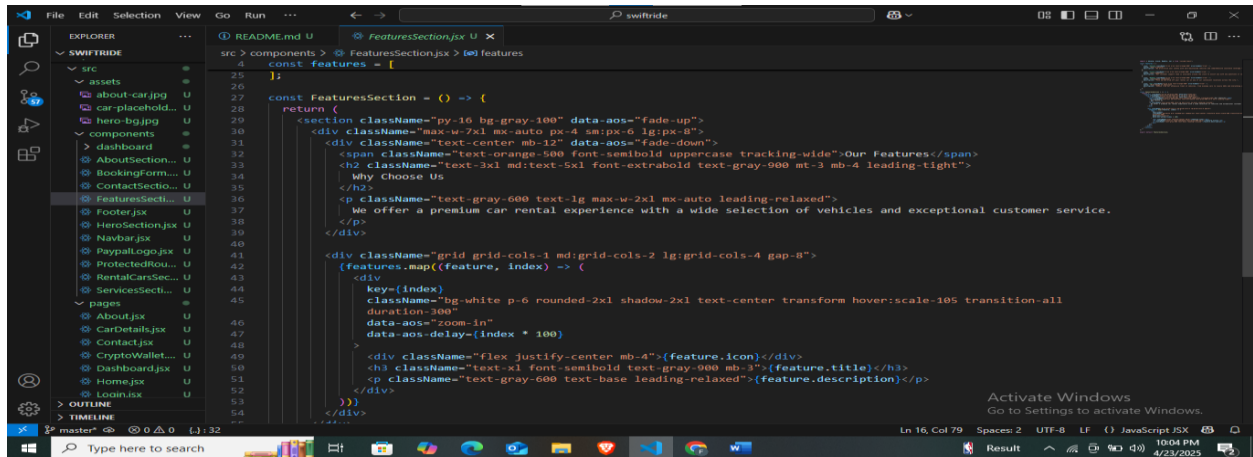 File Edit Selection View Go Run ··· swiftride
EXPLORER ···
SWIFTRIDE
src
assets
about-car.jpg U
car-placehold... U
hero-bg.jpg U
components
dashboard
AboutSection... U
BookingForm.... U
ContactSectio... U
FeaturesSecti... U
Footer.jsx U
HeroSection.jsx U
Navbar.jsx U
PaypalLogo.jsx U
ProtectedRou... U
RentalCarsSec... U
ServicesSecti... U
pages
About.jsx U
CarDetails.jsx U
Contact.jsx U
CryptoWallet.... U
Dashboard.jsx U
Home.jsx U
Login.jsx U
OUTLINE
TIMELINE
57
README.md U FeaturesSection.jsx U ×
src > components > FeaturesSection.jsx > features
4 const features = [
25 ];
26
27 const FeaturesSection = () => {
28 return (
29 <section className="py-16 bg-gray-100" data-aos="fade-up">
30 <div className="max-w-7xl mx-auto px-4 sm:px-6 lg:px-8">
31 <div className="text-center mb-12" data-aos="fade-down">
32 <span className="text-orange-500 font-semibold uppercase tracking-wide">Our Features</span>
33 <h2 className="text-3xl md:text-5xl font-extrabold text-gray-900 mt-3 mb-4 leading-tight">
34 Why Choose Us
35 </h2>
36 <p className="text-gray-600 text-lg max-w-2xl mx-auto leading-relaxed">
37 We offer a premium car rental experience with a wide selection of vehicles and exceptional customer service.
38 </p>
39 </div>
40
41 <div className="grid grid-cols-1 md:grid-cols-2 lg:grid-cols-4 gap-8">
42 {features.map((feature, index) => (
43 <div
44 key={index}
45 className="bg-white p-6 rounded-2xl shadow-2xl text-center transform hover:scale-105 transition-all
duration-300"
46 data-aos="zoom-in"
47 data-aos-delay={index * 100}
48 >
49 <div className="flex justify-center mb-4">{feature.icon}</div>
50 <h3 className="text-xl font-semibold text-gray-900 mb-3">{feature.title}</h3>
51 <p className="text-gray-600 text-base leading-relaxed">{feature.description}</p>
52 </div>
53 ))}
54 </div>
Activate Windows
Go to Settings to activate Windows.
master* 0 0 {..}: 32 Ln 16, Col 79 Spaces: 2 UTF-8 LF {} JavaScript JSX
Type here to search Result 10:04 PM
4/23/2025